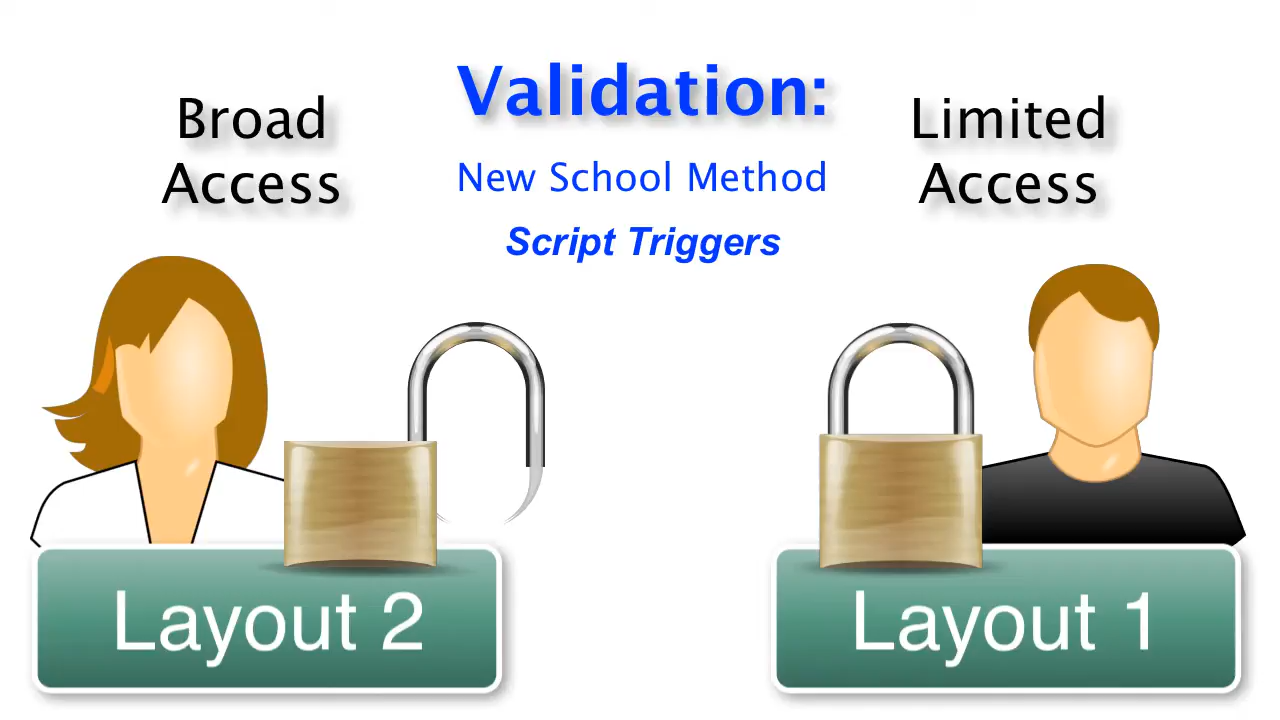 Validation:
New School Method
Script Triggers
Broad
Access
Limited
Access
Layout 2
Layout 1